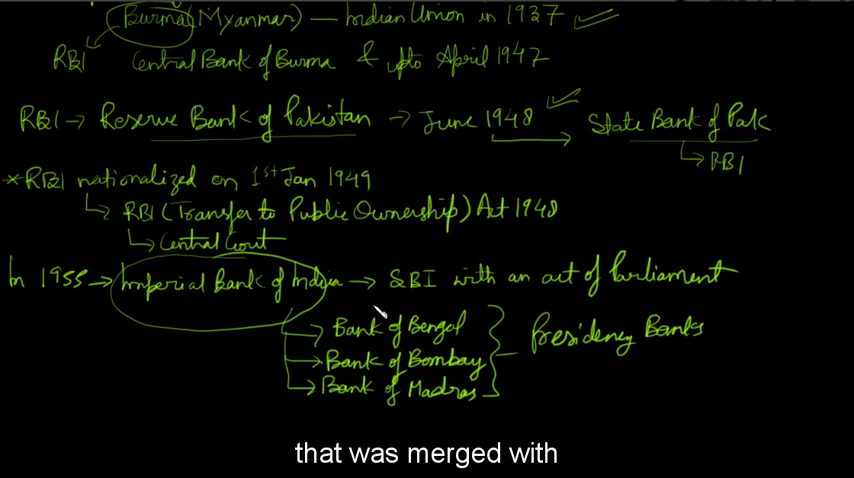 Burma (Myanmar) — Indian Union in 1937 ✓
RBI Central Bank of Burma & upto April 1947
RBI → Reserve Bank of Pakistan → June 1948 ✓ → State Bank of Pak
→ RBI
*RBI nationalized on 1st Jan 1949
→ RBI (Transfer to Public Ownership) Act 1948
→ Central Govt
In 1955 → Imperial Bank of India → SBI with an act of Parliament
→ Bank of Bengal
→ Bank of Bombay } Presidency Banks
→ Bank of Madras
that was merged with